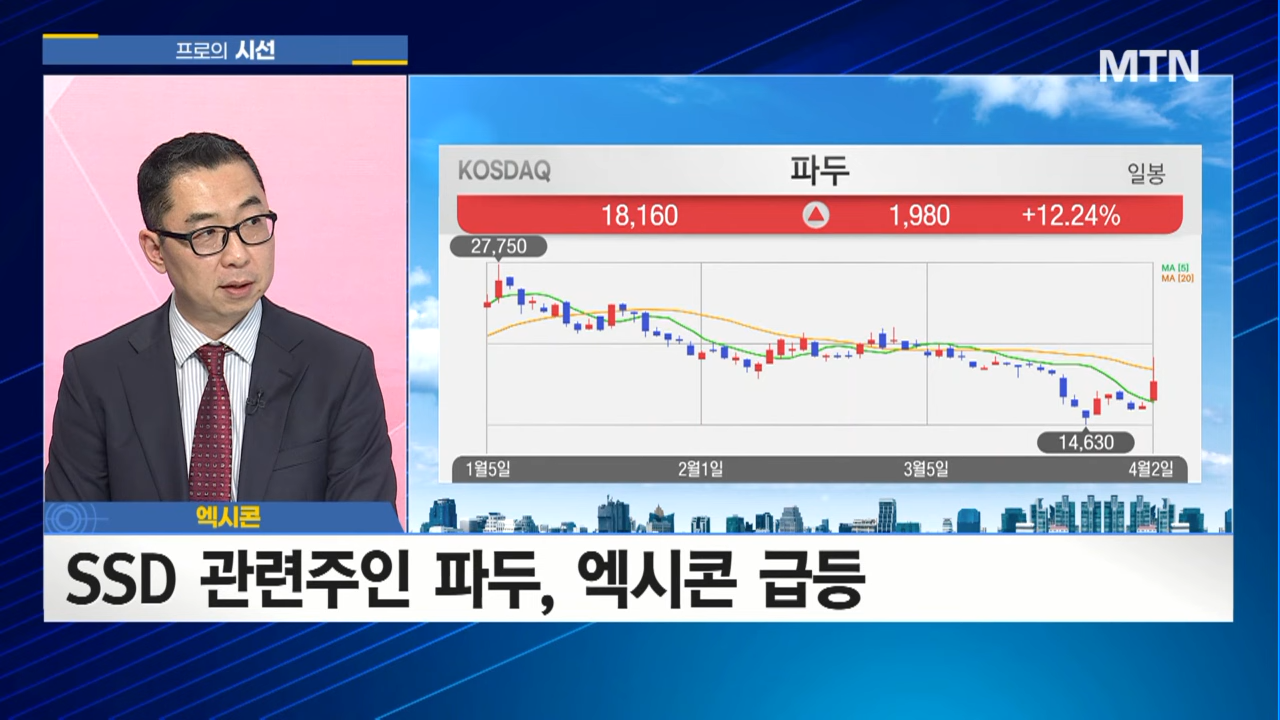 프로의 시선
MTN
KOSDAQ 파두 일봉
18,160 1,980 +12.24%
27,750
MA [5]
MA [20]
14,630
1월5일 2월1일 3월5일 4월2일
엑시콘
SSD 관련주인 파두, 엑시콘 급등